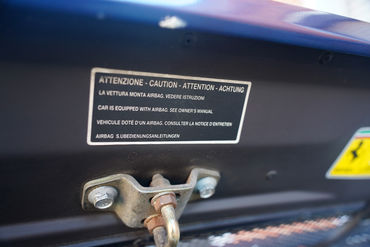 ATTENZIONE - CAUTION - ATTENTION - ACHTUNG
LA VETTURA MONTA AIRBAG. VEDERE ISTRUZIONI
CAR IS EQUIPPED WITH AIRBAG. SEE OWNER'S MANUAL
VEHICULE DOTÉ D'UN AIRBAG. CONSULTER LA NOTICE D'ENTRETIEN
AIRBAG S.UBEDIENUNGSANLEITUNGEN